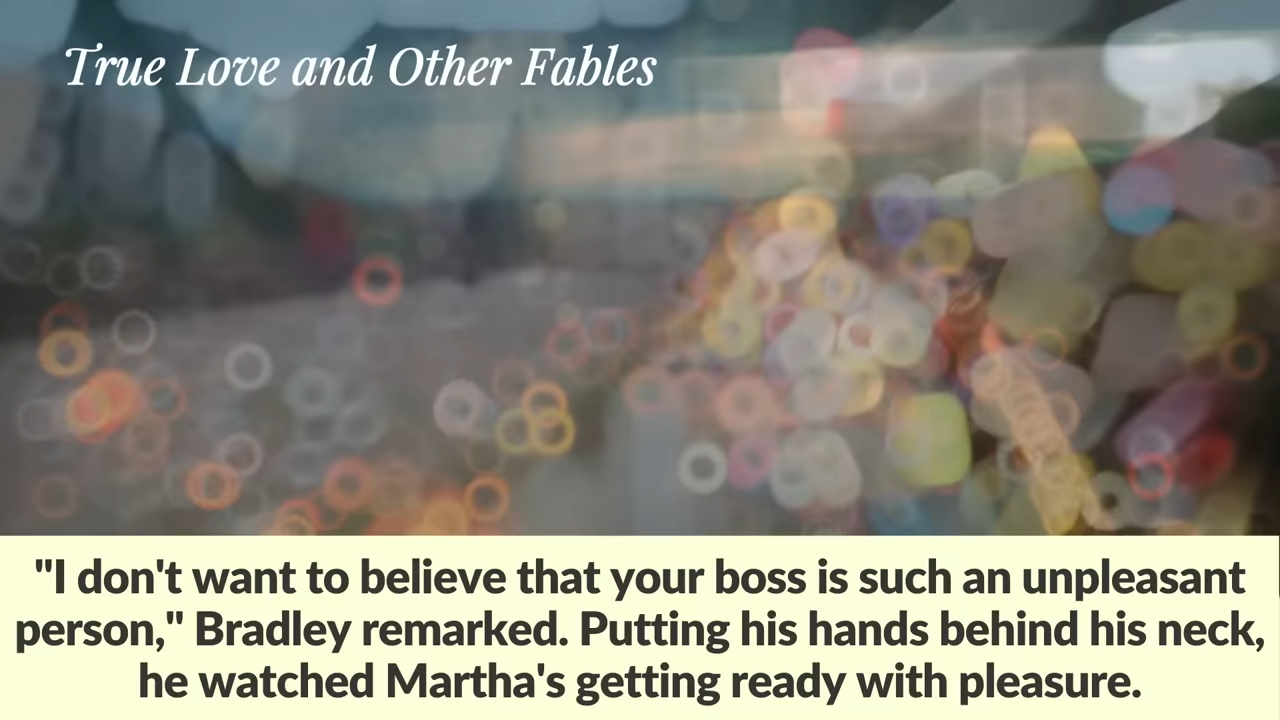 True Love and Other Fables
"I don't want to believe that your boss is such an unpleasant
person," Bradley remarked. Putting his hands behind his neck,
he watched Martha's getting ready with pleasure.